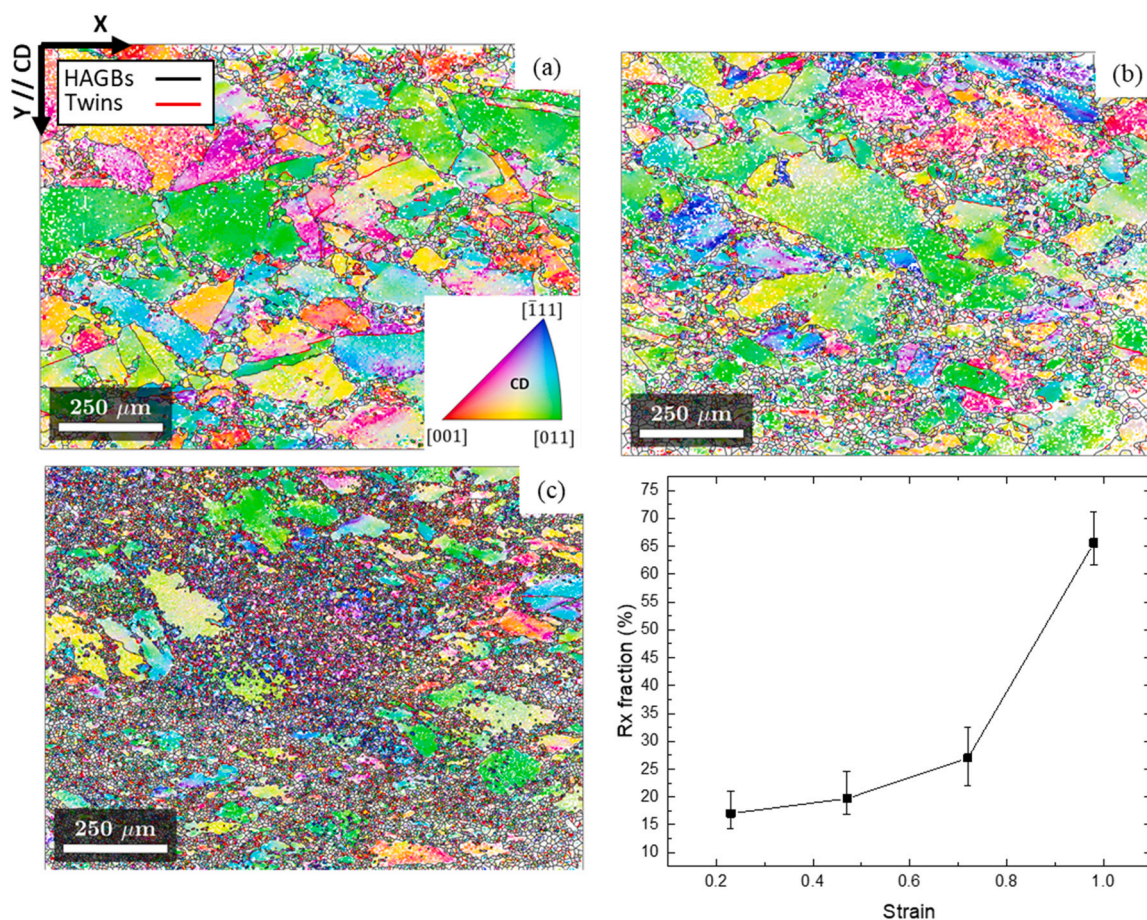 X
(a)
(b)
Y // CD
HAGBs
Twins
[1̄11]
CD
[001]
[011]
250 μm
250 μm
(c)
250 μm
75
70
65
60
55
50
45
40
35
30
25
20
15
10
Rx fraction (%)
0.2
0.4
0.6
0.8
1.0
Strain